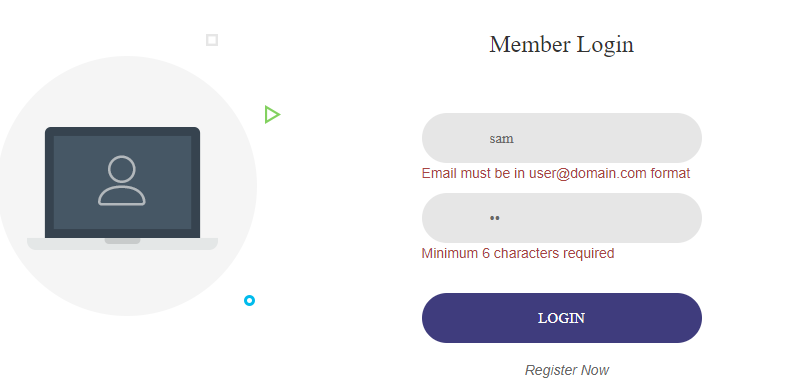 Member Login
sam
Email must be in user@domain.com format
••
Minimum 6 characters required
LOGIN
Register Now